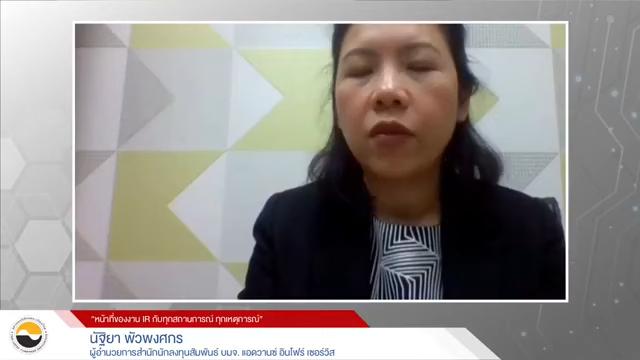 "หน้าที่ของงาน IR กับทุกสถานการณ์ ทุกเหตุการณ์"
นัฐิยา พัวพงศกร
ผู้อำนวยการสำนักนักลงทุนสัมพันธ์ บมจ. แอดวานซ์ อินโฟร์ เซอร์วิส